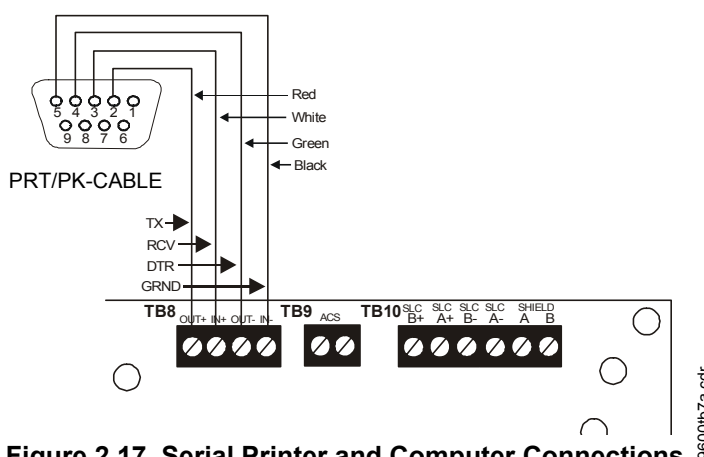 5 4 3 2 1
9 8 7 6
Red
White
Green
Black
PRT/PK-CABLE
TX
RCV
DTR
GRND
TB8
OUT+ IN+ OUT- IN-
TB9
ACS
TB10
SLC SLC SLC SLC SHIELD
B+ A+ B- A- A B
9600tb7a.cdr
Figure 2.17 Serial Printer and Computer Connections